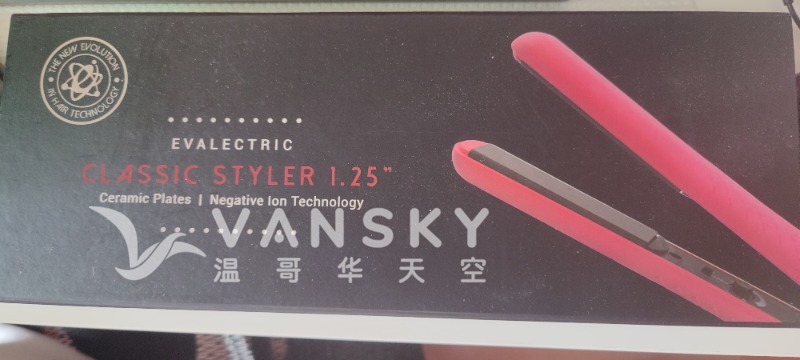 THE NEW EVOLUTION
IN HAIR TECHNOLOGY
EVALECTRIC
CLASSIC STYLER 1.25”
Ceramic Plates | Negative Ion Technology
VANSKY
温哥华天空